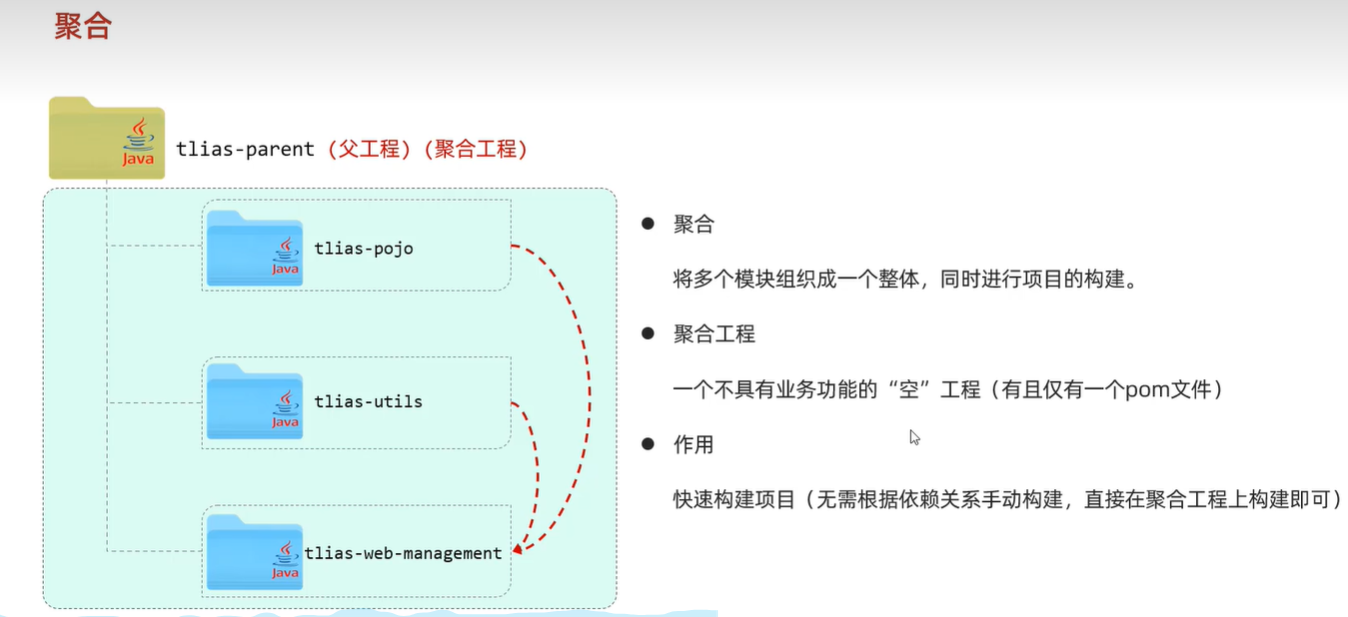 聚合
Java
tlias-parent（父工程）（聚合工程）
Java
tlias-pojo
Java
tlias-utils
Java
tlias-web-management
● 聚合
将多个模块组织成一个整体，同时进行项目的构建。
● 聚合工程
一个不具有业务功能的“空”工程（有且仅有一个pom文件）
● 作用
快速构建项目（无需根据依赖关系手动构建，直接在聚合工程上构建即可）